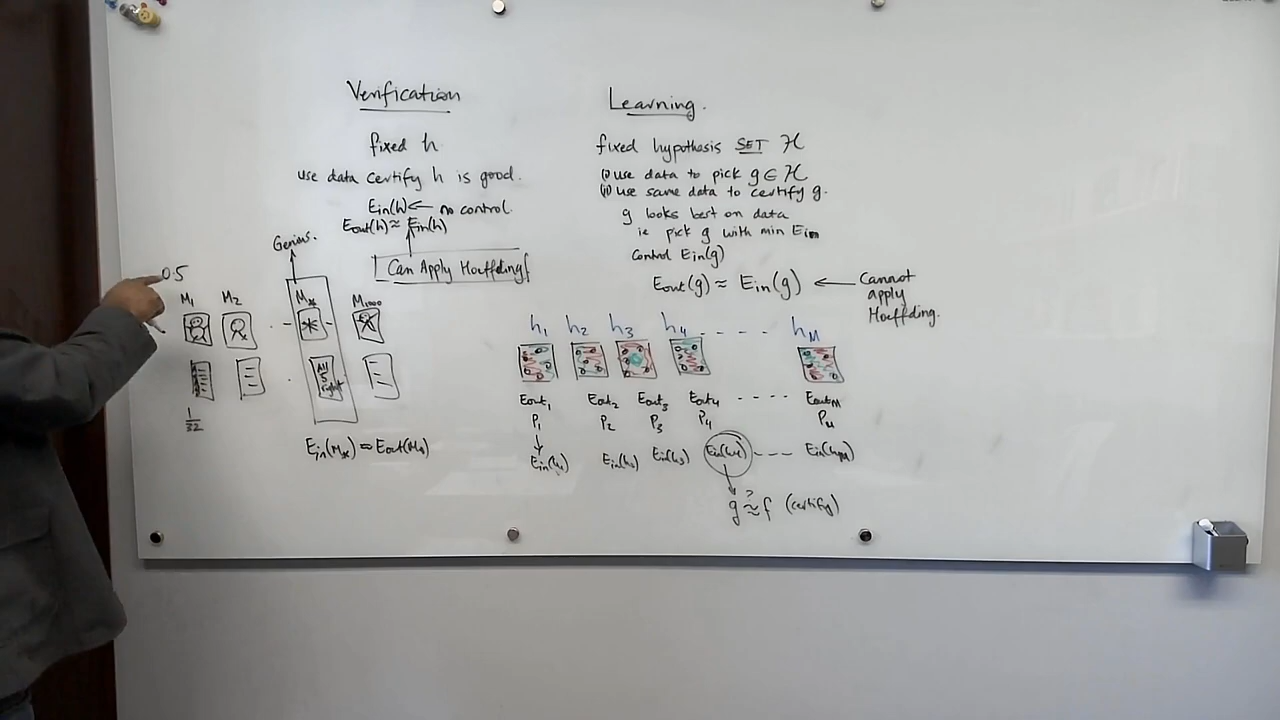 Verification
fixed h
use data certify h is good.
Ein(h) ← no control.
Eout(h) ≈ Ein(h)
Can Apply Hoeffding!
Genius.
0.5
M1 M2 M* M1000
All 5 right
1/32
Ein(M*) ≈ Eout(M*)
Learning.
fixed hypothesis SET H
(i) use data to pick g ∈ H
(ii) use same data to certify g.
g looks best on data
ie pick g with min Ein
control Ein(g)
Eout(g) ≈ Ein(g) ← Cannot
apply
Hoeffding.
h1 h2 h3 h4 - - - - hM
Eout1 Eout2 Eout3 Eout4 - - - - EoutM
P1 P2 P3 P4 PM
Ein(h1) Ein(h2) Ein(h3) Ein(h4) - - - Ein(hM)
?
g ≈ f (certify)